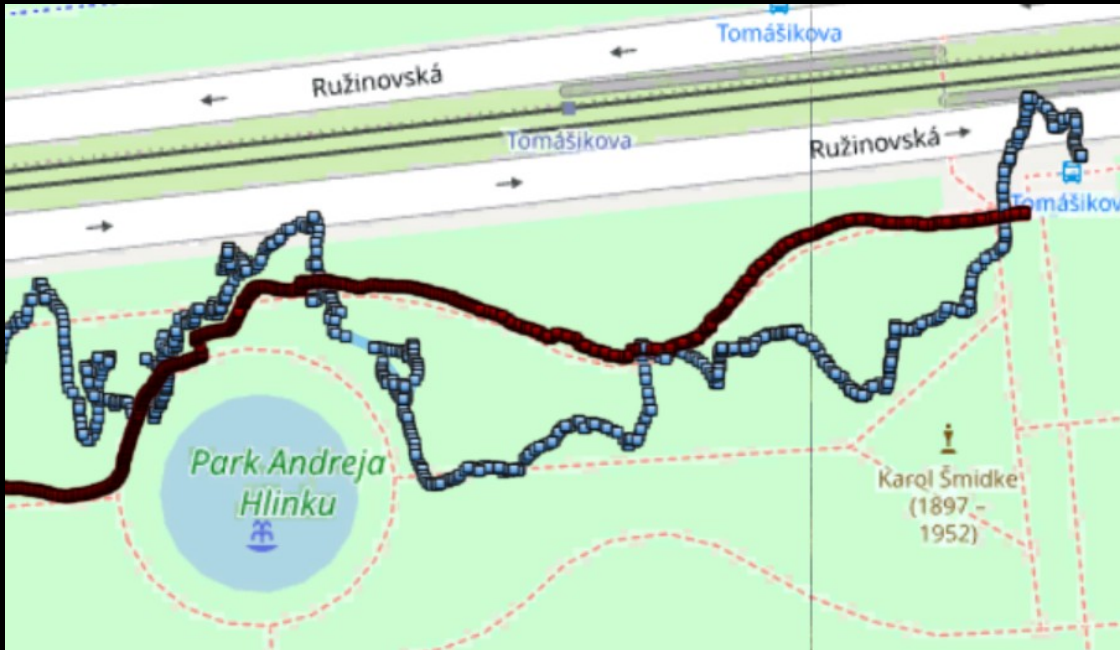 Tomášikova
Ružinovská
Tomášikova
Ružinovská
Tomášikov
Park Andreja
Hlinku
Karol Šmidke
(1897 –
1952)